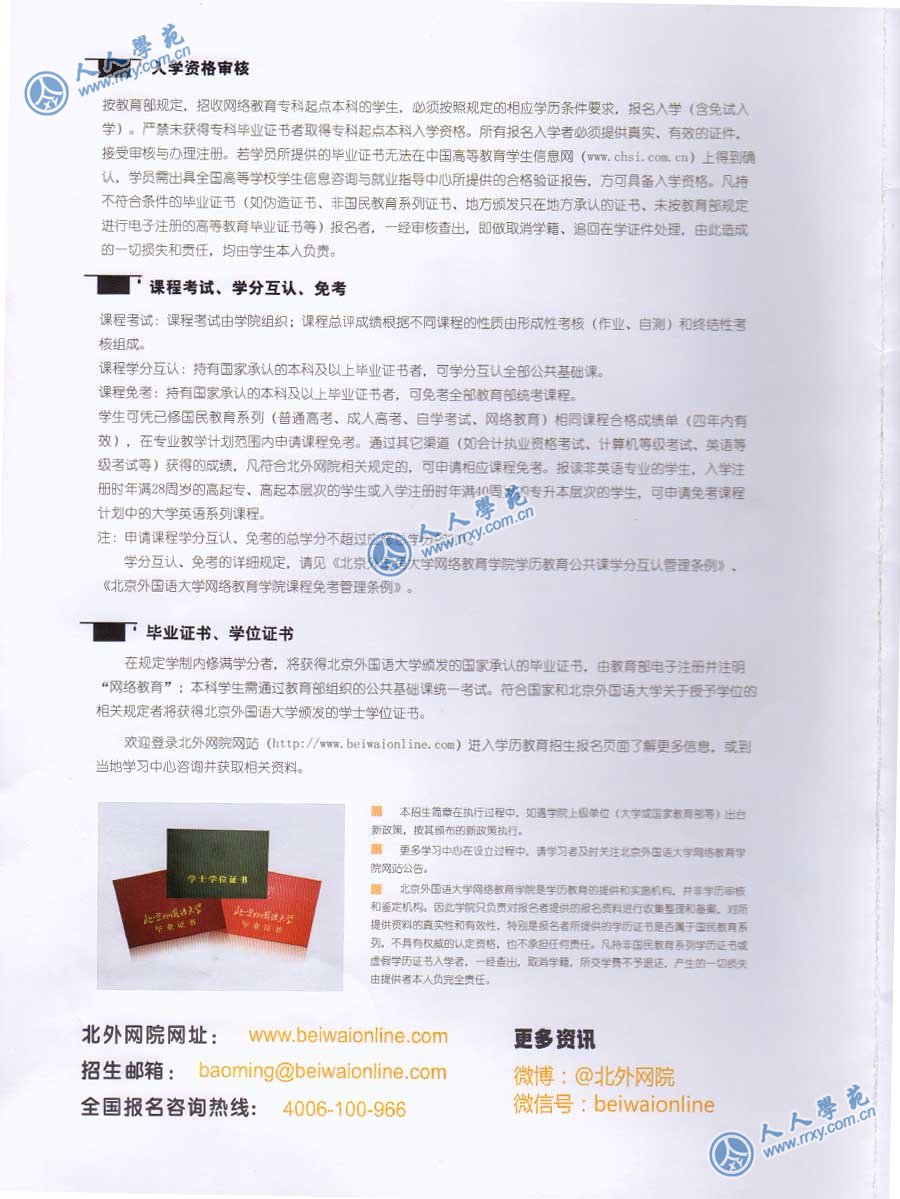 人人學苑
www.rrxy.com.cn
入学资格审核
按教育部规定，招收网络教育专科起点本科的学生，必须按照规定的相应学历条件要求，报名入学（含免试入
学）。严禁未获得专科毕业证书者取得专科起点本科入学资格。所有报名入学者必须提供真实、有效的证件，
接受审核与办理注册。若学员所提供的毕业证书无法在中国高等教育学生信息网（www.chsi.com.cn）上得到确
认，学员需出具全国高等学校学生信息咨询与就业指导中心所提供的合格验证报告，方可具备入学资格。凡持
不符合条件的毕业证书（如伪造证书、非国民教育系列证书、地方颁发只在地方承认的证书、未按教育部规定
进行电子注册的高等教育毕业证书等）报名者，一经审核查出，即做取消学籍、追回在学证件处理，由此造成
的一切损失和责任，均由学生本人负责。
课程考试、学分互认、免考
课程考试：课程考试由学院组织；课程总评成绩根据不同课程的性质由形成性考核（作业、自测）和终结性考
核组成。
课程学分互认：持有国家承认的本科及以上毕业证书者，可学分互认全部公共基础课。
课程免考：持有国家承认的本科及以上毕业证书者，可免考全部教育部统考课程。
学生可凭已修国民教育系列（普通高考、成人高考、自学考试、网络教育）相同课程合格成绩单（四年内有
效），在专业教学计划范围内申请课程免考。通过其它渠道（如会计执业资格考试、计算机等级考试、英语等
级考试等）获得的成绩，凡符合北外网院相关规定的，可申请相应课程免考。报读非英语专业的学生，入学注
册时年满28周岁的高起专、高起本层次的学生或入学注册时年满40周 的专升本层次的学生，可申请免考课程
计划中的大学英语系列课程。
人人學苑
www.rrxy.com.cn
注：申请课程学分互认、免考的总学分不超过 总学分
学分互认、免考的详细规定，请见《北京外 大学网络教育学院学历教育公共课学分互认管理条例》、
《北京外国语大学网络教育学院课程免考管理条例》。
毕业证书、学位证书
在规定学制内修满学分者，将获得北京外国语大学颁发的国家承认的毕业证书，由教育部电子注册并注明
“网络教育”；本科学生需通过教育部组织的公共基础课统一考试。符合国家和北京外国语大学关于授予学位的
相关规定者将获得北京外国语大学颁发的学士学位证书。
欢迎登录北外网院网站（http://www.beiwaionline.com）进入学历教育招生报名页面了解更多信息，或到
当地学习中心咨询并获取相关资料。
学士学位证书
北京外国语大学
毕业证书
北京外国语大学
毕业证书
本招生简章在执行过程中，如遇学院上级单位（大学或国家教育部等）出台
新政策，按其颁布的新政策执行。
更多学习中心在设立过程中，请学习者及时关注北京外国语大学网络教育学
院网站公告。
北京外国语大学网络教育学院是学历教育的提供和实施机构，并非学历审核
和鉴定机构。因此学院只负责对报名者提供的报名资料进行收集整理和备案，对所
提供资料的真实性和有效性，特别是报名者所提供的学历证书是否属于国民教育系
列，不具有权威的认定资格，也不承担任何责任。凡持非国民教育系列学历证书或
虚假学历证书入学者，一经查出，取消学籍，所交学费不予退还，产生的一切损失
由提供者本人负完全责任。
北外网院网址： www.beiwaionline.com
招生邮箱： baoming@beiwaionline.com
全国报名咨询热线： 4006-100-966
更多资讯
微博：@北外网院
微信号：beiwaionline
人人學苑
www.rrxy.com.cn